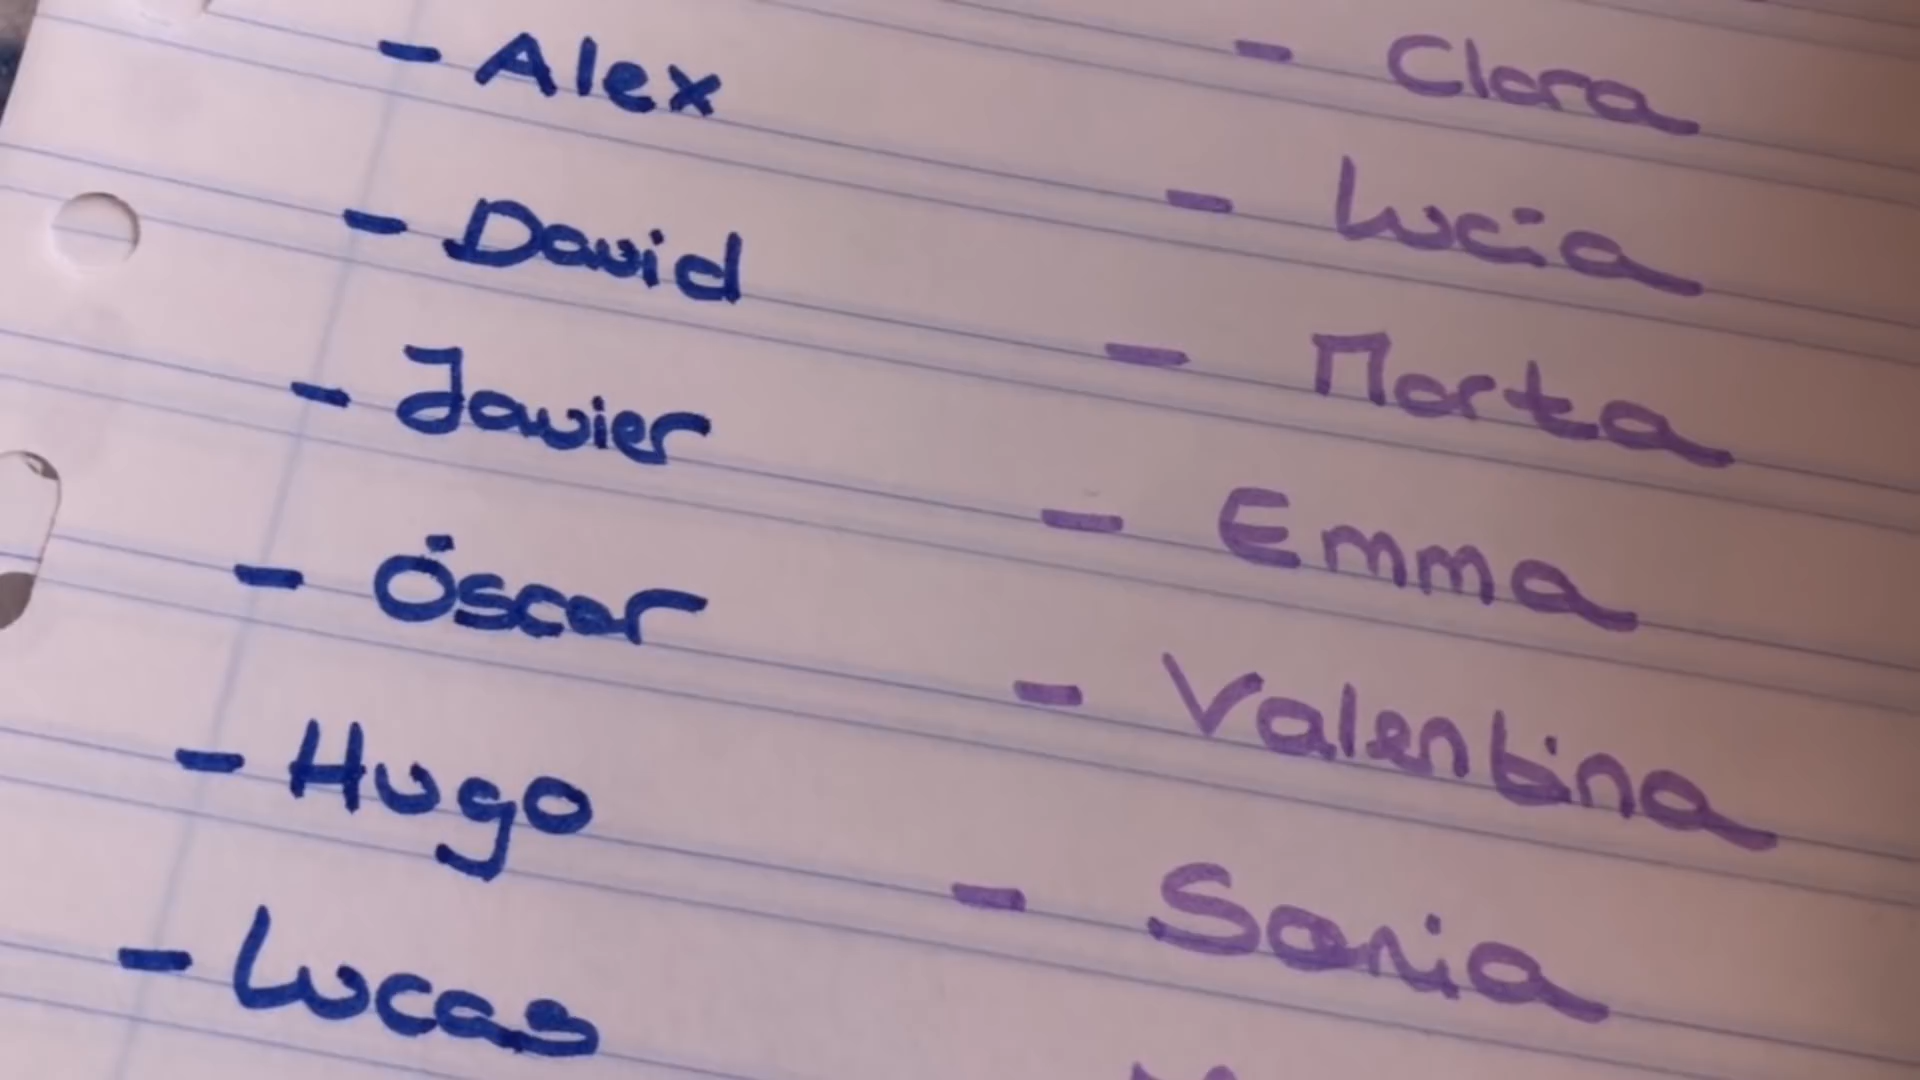 - Alex
- David
- Javier
- Óscar
- Hugo
- Lucas
- Clara
- Lucia
- Marta
- Emma
- Valentina
- Sonia